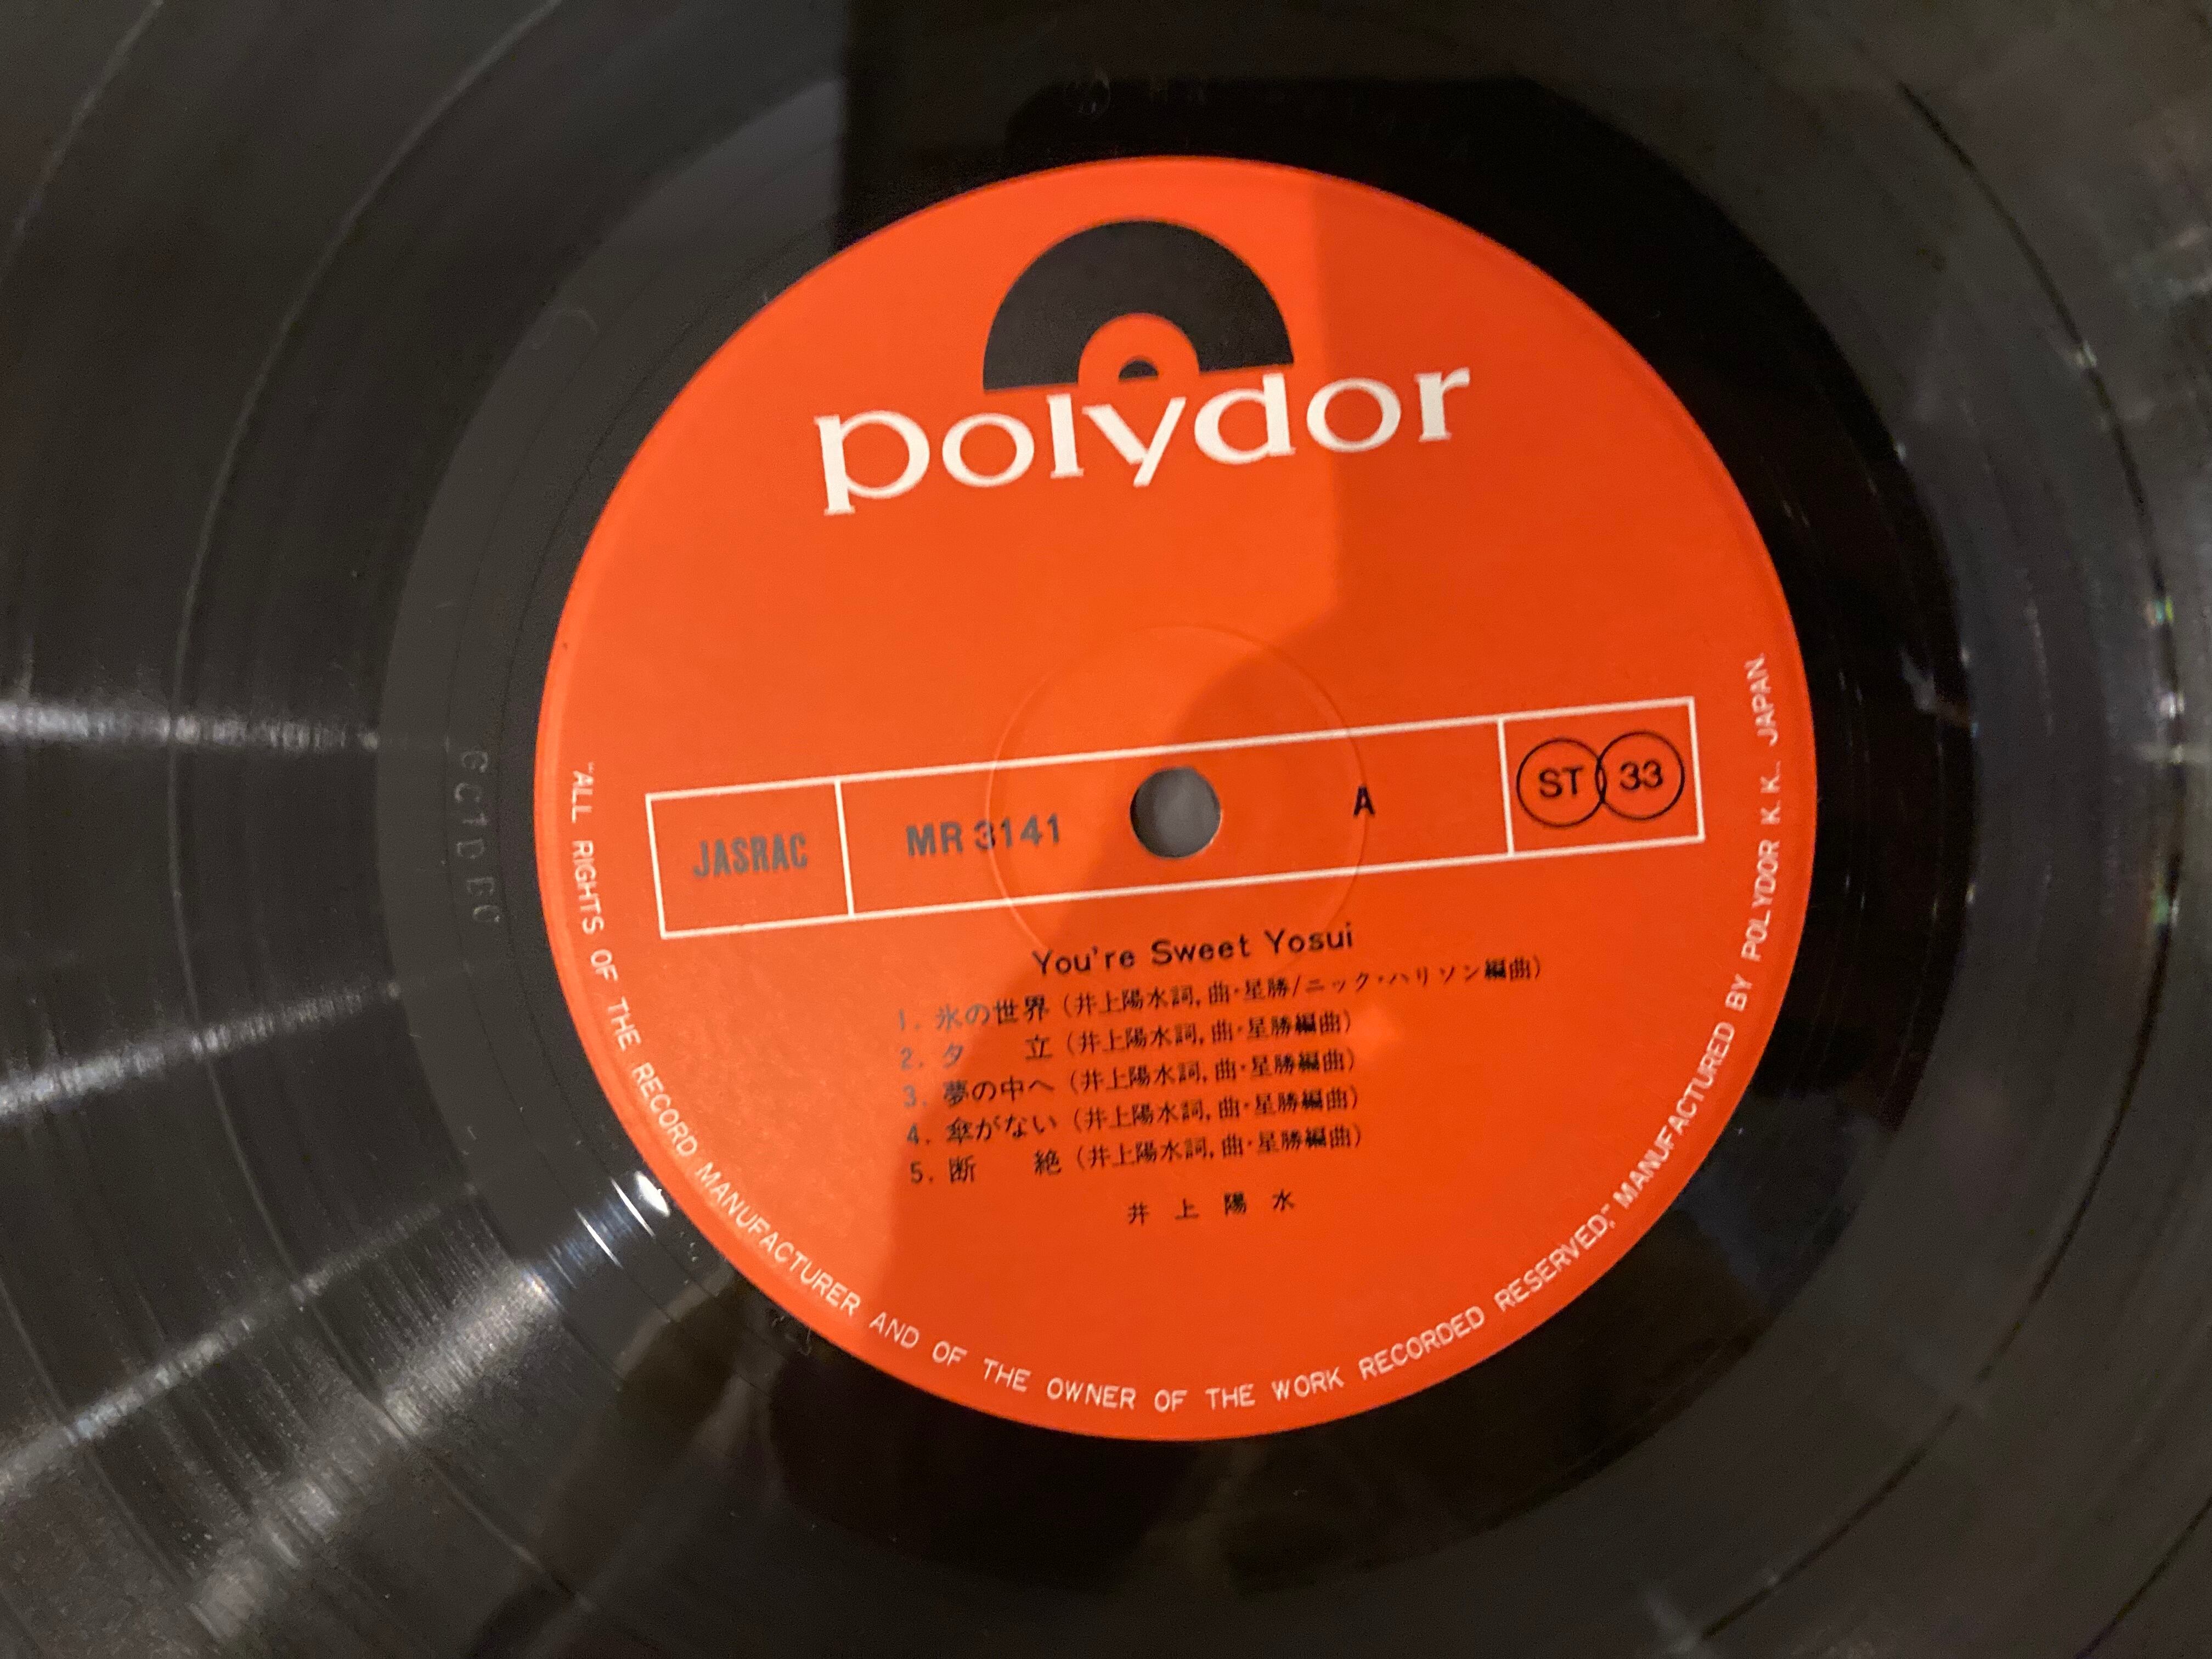 polydor
JASRAC
MR 3141
A
ST 33
You're Sweet Yosui
1. 氷の世界 (井上陽水詞, 曲・星勝/ニック・ハリソン編曲)
2. 夕 立 (井上陽水詞, 曲・星勝編曲)
3. 夢の中へ (井上陽水詞, 曲・星勝編曲)
4. 傘がない (井上陽水詞, 曲・星勝編曲)
5. 断 絶 (井上陽水詞, 曲・星勝編曲)
井 上 陽 水
"ALL RIGHTS OF THE RECORD MANUFACTURER AND OF THE OWNER OF THE WORK RECORDED RESERVED;" MANUFACTURED BY POLYDOR K.K., JAPAN.